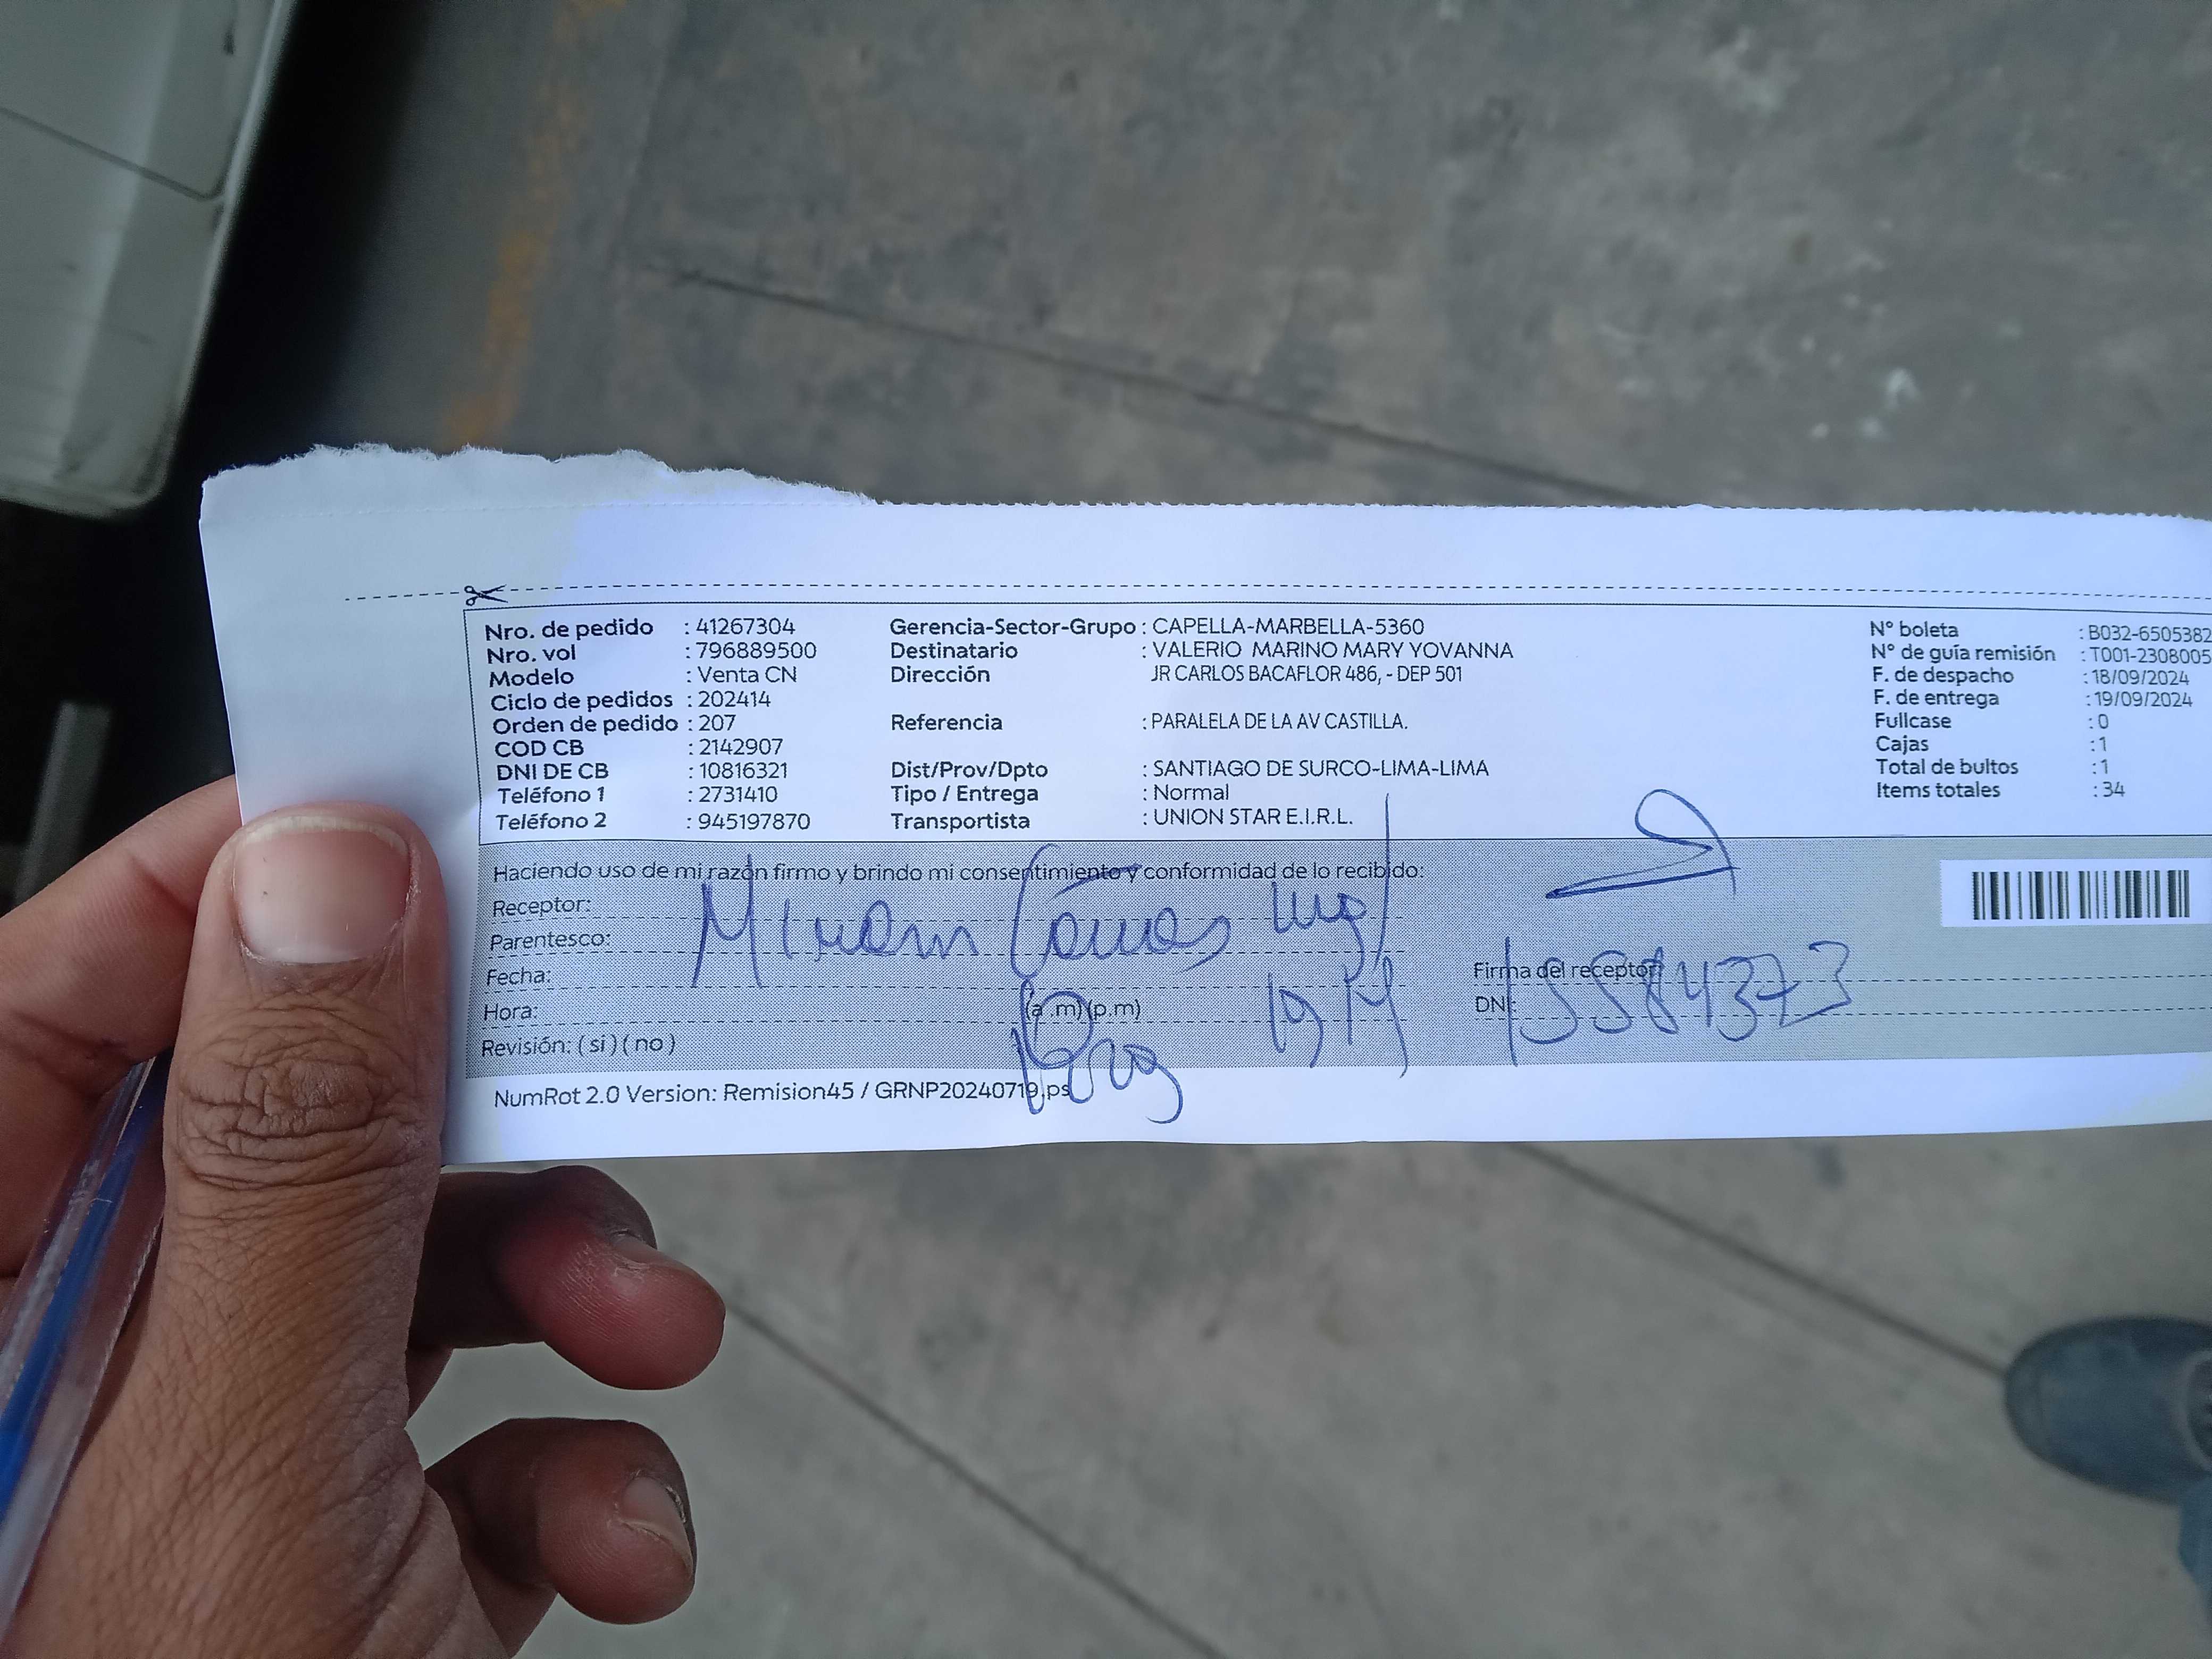 Nro. de pedido : 41267304
Nro. vol : 796889500
Modelo : Venta CN
Ciclo de pedidos : 202414
Orden de pedido : 207
COD CB : 2142907
DNI DE CB : 10816321
Teléfono 1 : 2731410
Teléfono 2 : 945197870
Gerencia-Sector-Grupo : CAPELLA-MARBELLA-5360
Destinatario : VALERIO MARINO MARY YOVANNA
Dirección JR CARLOS BACAFLOR 486, - DEP 501
Referencia : PARALELA DE LA AV CASTILLA.
Dist/Prov/Dpto : SANTIAGO DE SURCO-LIMA-LIMA
Tipo / Entrega : Normal
Transportista : UNION STAR E.I.R.L.
N° boleta : B032-6505382
N° de guía remisión : T001-2308005
F. de despacho : 18/09/2024
F. de entrega : 19/09/2024
Fullcase : 0
Cajas : 1
Total de bultos : 1
Items totales : 34
Haciendo uso de mi razón firmo y brindo mi consentimiento y conformidad de lo recibido:
Receptor:
Parentesco:
Fecha:
Hora: (a.m)(p.m)
Revisión: ( si ) ( no )
Firma del receptor
DNI: 15584373
NumRot 2.0 Version: Remision45 / GRNP20240719.ps